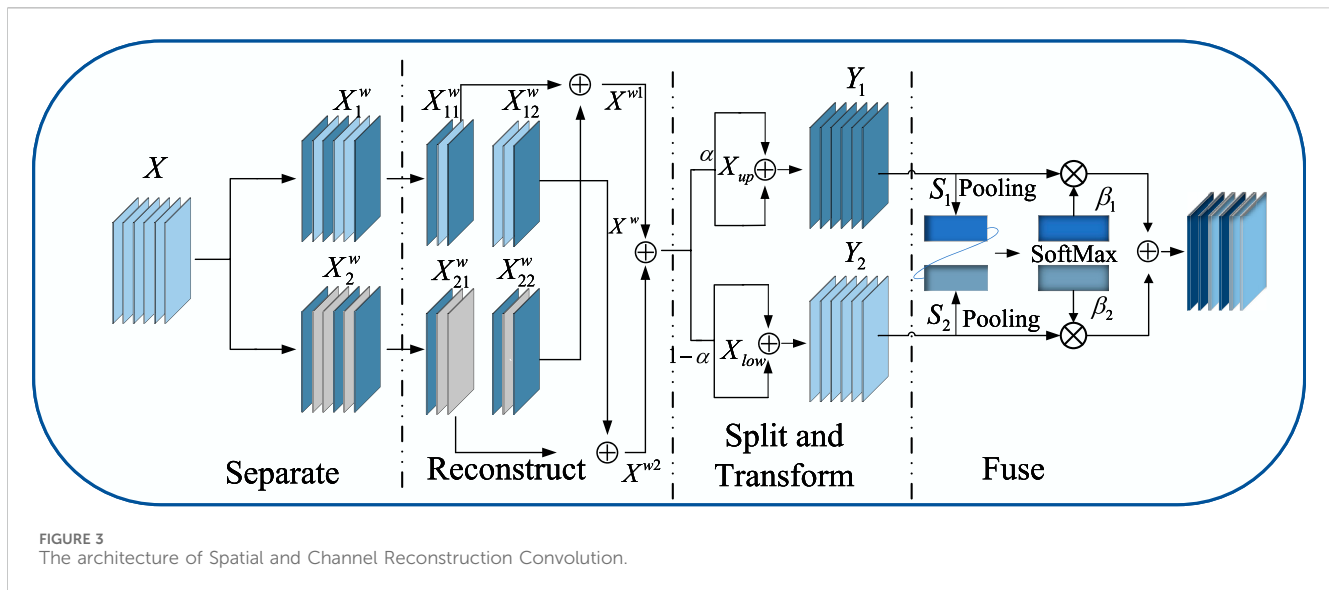 X
X₁ʷ
X₂ʷ
Separate
X₁₁ʷ
X₁₂ʷ
X₂₁ʷ
X₂₂ʷ
Xʷ¹
Xʷ
Xʷ²
Reconstruct
α
X_up
1-α
X_low
Y₁
Y₂
Split and
Transform
S₁ Pooling
S₂ Pooling
β₁
SoftMax
β₂
Fuse
FIGURE 3
The architecture of Spatial and Channel Reconstruction Convolution.